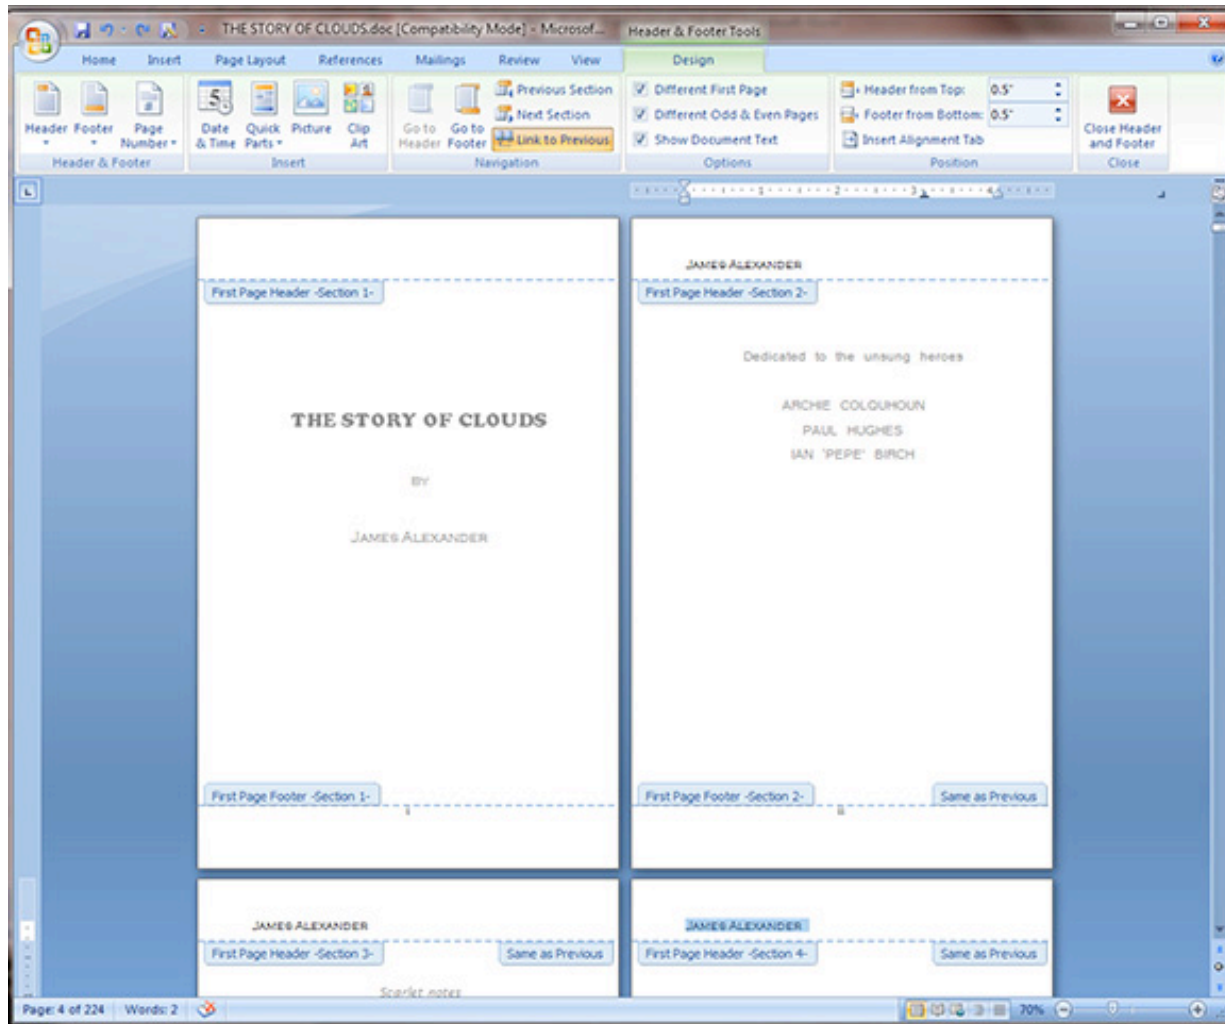 THE STORY OF CLOUDS.doc [Compatibility Mode] - Microsof... Header & Footer Tools
Home Insert Page Layout References Mailings Review View Design
Header Footer Page Number
Header & Footer
5 Date & Time Quick Parts Picture Clip Art
Insert
Go to Header Go to Footer
Previous Section
Next Section
Link to Previous
Navigation
Different First Page
Different Odd & Even Pages
Show Document Text
Options
Header from Top: 0.5"
Footer from Bottom: 0.5"
Insert Alignment Tab
Position
Close Header and Footer
Close
1 2 3 4
First Page Header -Section 1-
THE STORY OF CLOUDS
BY
JAMES ALEXANDER
First Page Footer -Section 1-
i
JAMES ALEXANDER
First Page Header -Section 2-
Dedicated to the unsung heroes
ARCHIE COLQUHOUN
PAUL HUGHES
IAN 'PEPE' BIRCH
First Page Footer -Section 2- Same as Previous
ii
JAMES ALEXANDER
First Page Header -Section 3- Same as Previous
Scarlet notes
JAMES ALEXANDER
First Page Header -Section 4- Same as Previous
Page: 4 of 224 Words: 2 70%